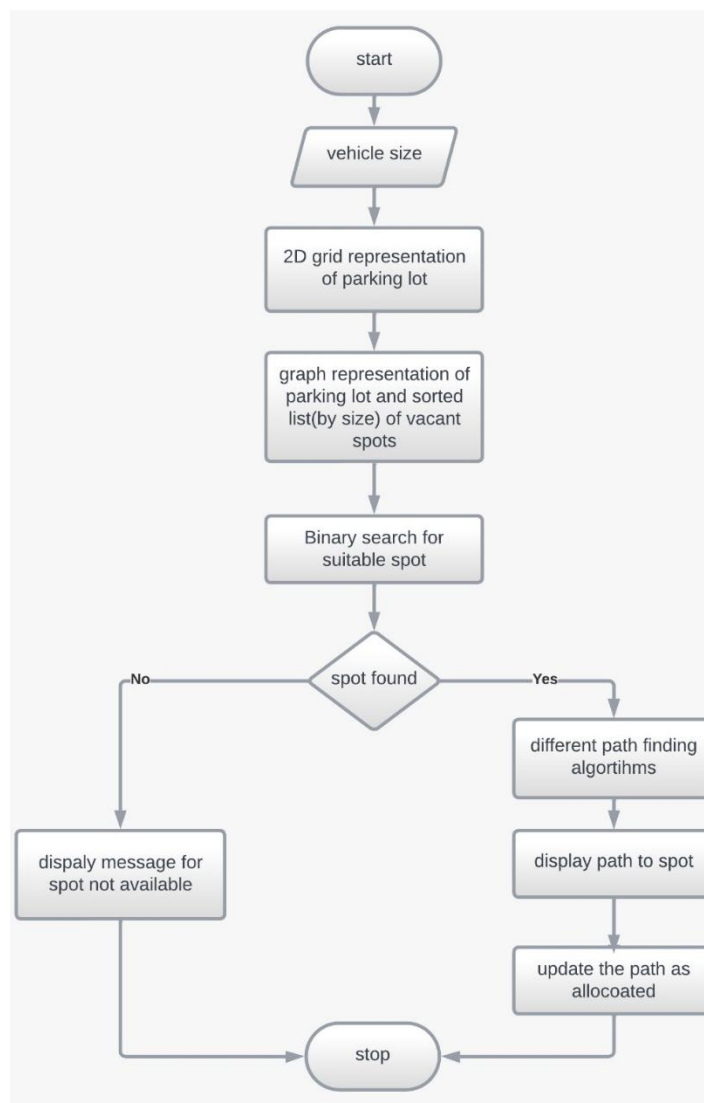 start
vehicle size
2D grid representation
of parking lot
graph representation of
parking lot and sorted
list(by size) of vacant
spots
Binary search for
suitable spot
spot found
No
Yes
different path finding
algortihms
dispaly message for
spot not available
display path to spot
update the path as
allocoated
stop